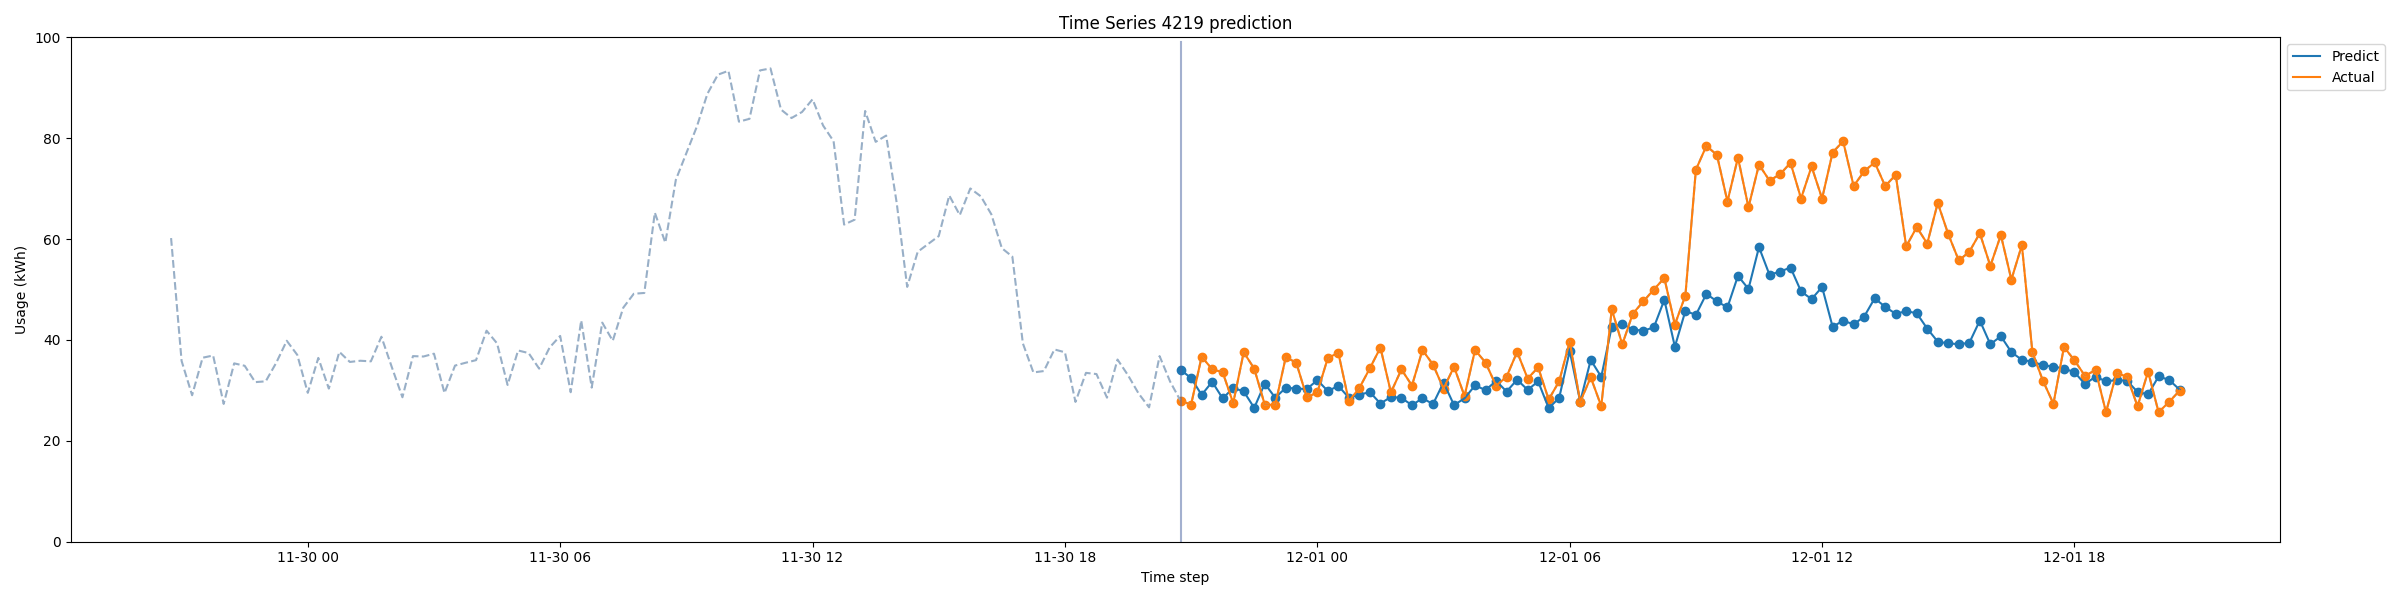 Time Series 4219 prediction
100
80
60
40
20
0
Usage (kWh)
11-30 00
11-30 06
11-30 12
11-30 18
12-01 00
12-01 06
12-01 12
12-01 18
Time step
Predict
Actual